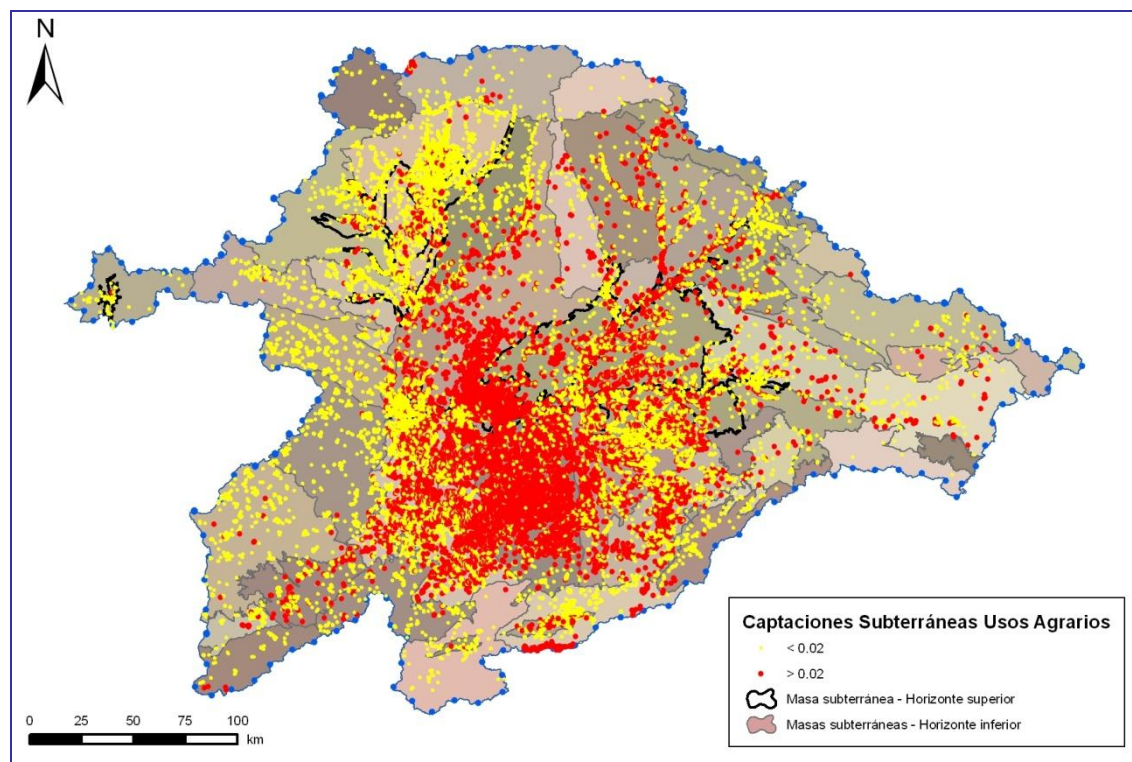 N
Captaciones Subterráneas Usos Agrarios
< 0.02
> 0.02
Masa subterránea - Horizonte superior
Masas subterráneas - Horizonte inferior
0 25 50 75 100
km